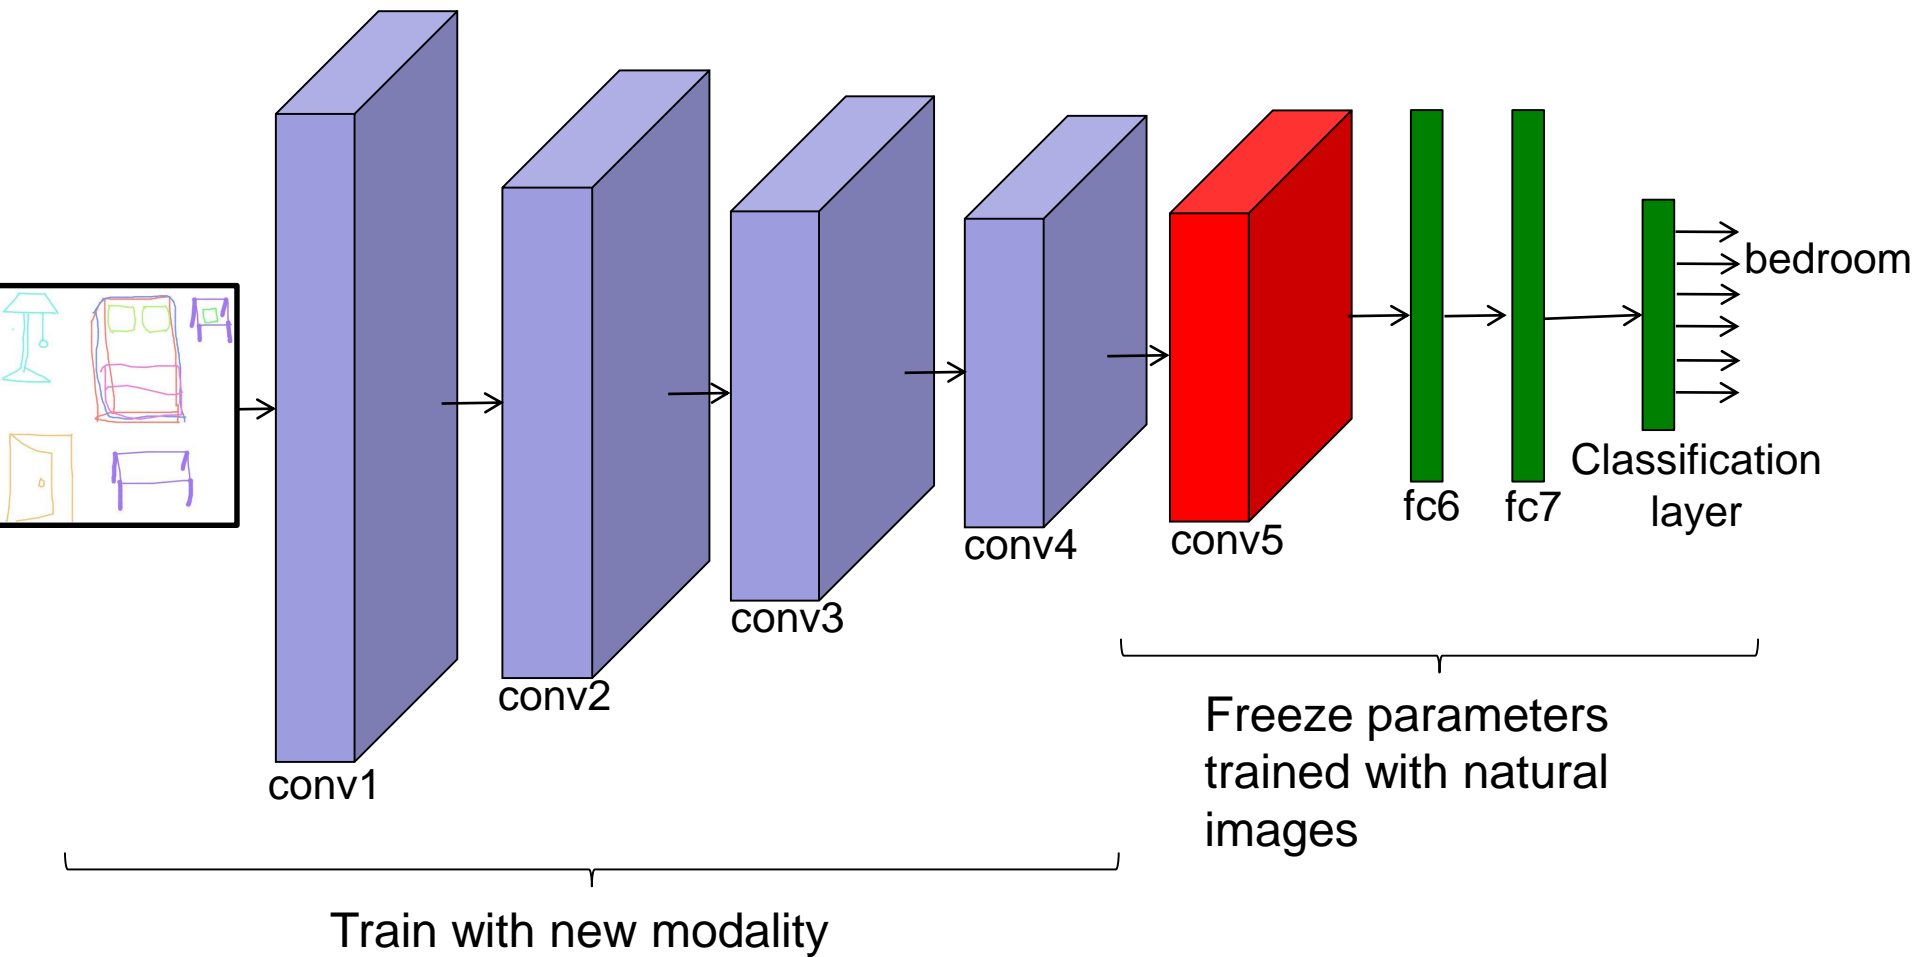 conv1
conv2
conv3
conv4
conv5
fc6
fc7
Classification
layer
bedroom
Freeze parameters
trained with natural
images
Train with new modality